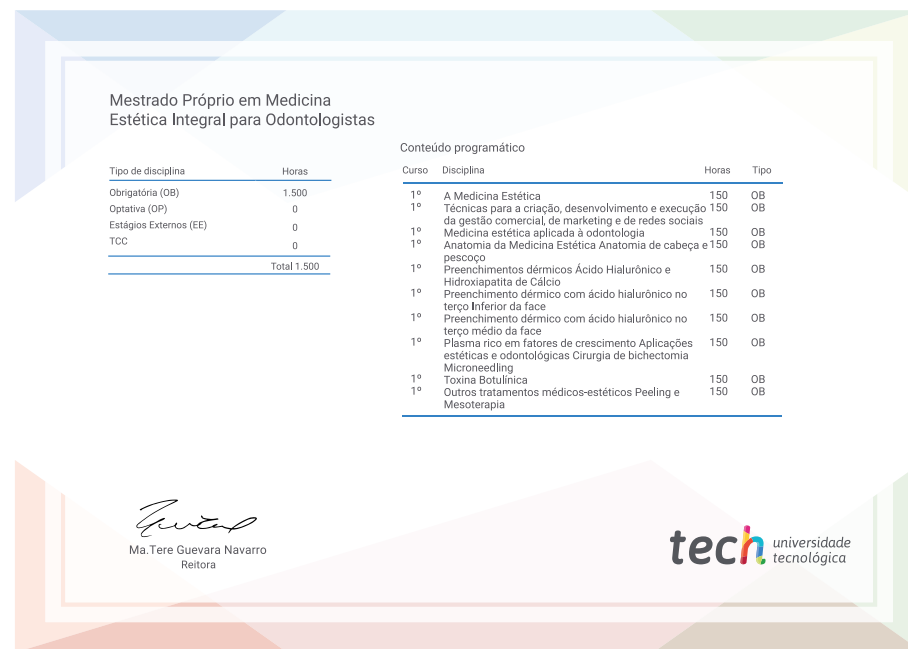 Mestrado Próprio em Medicina
Estética Integral para Odontologistas
Tipo de disciplina Horas
Obrigatória (OB) 1.500
Optativa (OP) 0
Estágios Externos (EE) 0
TCC 0
Total 1.500
Conteúdo programático
Curso Disciplina Horas Tipo
1º A Medicina Estética 150 OB
1º Técnicas para a criação, desenvolvimento e execução 150 OB
da gestão comercial, de marketing e de redes sociais
1º Medicina estética aplicada à odontologia 150 OB
1º Anatomia da Medicina Estética Anatomia de cabeça e 150 OB
pescoço
1º Preenchimentos dérmicos Ácido Hialurônico e 150 OB
Hidroxiapatita de Cálcio
1º Preenchimento dérmico com ácido hialurônico no 150 OB
terço Inferior da face
1º Preenchimento dérmico com ácido hialurônico no 150 OB
terço médio da face
1º Plasma rico em fatores de crescimento Aplicações 150 OB
estéticas e odontológicas Cirurgia de bichectomia
Microneedling
1º Toxina Botulínica 150 OB
1º Outros tratamentos médicos-estéticos Peeling e 150 OB
Mesoterapia
Ma.Tere Guevara Navarro
Reitora
tech universidade
tecnológica